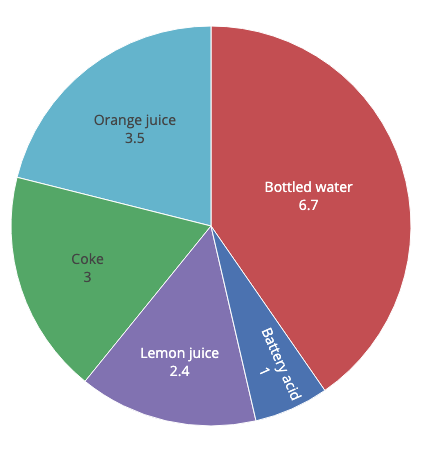 Orange juice
3.5
Bottled water
6.7
Coke
3
Battery acid
1
Lemon juice
2.4